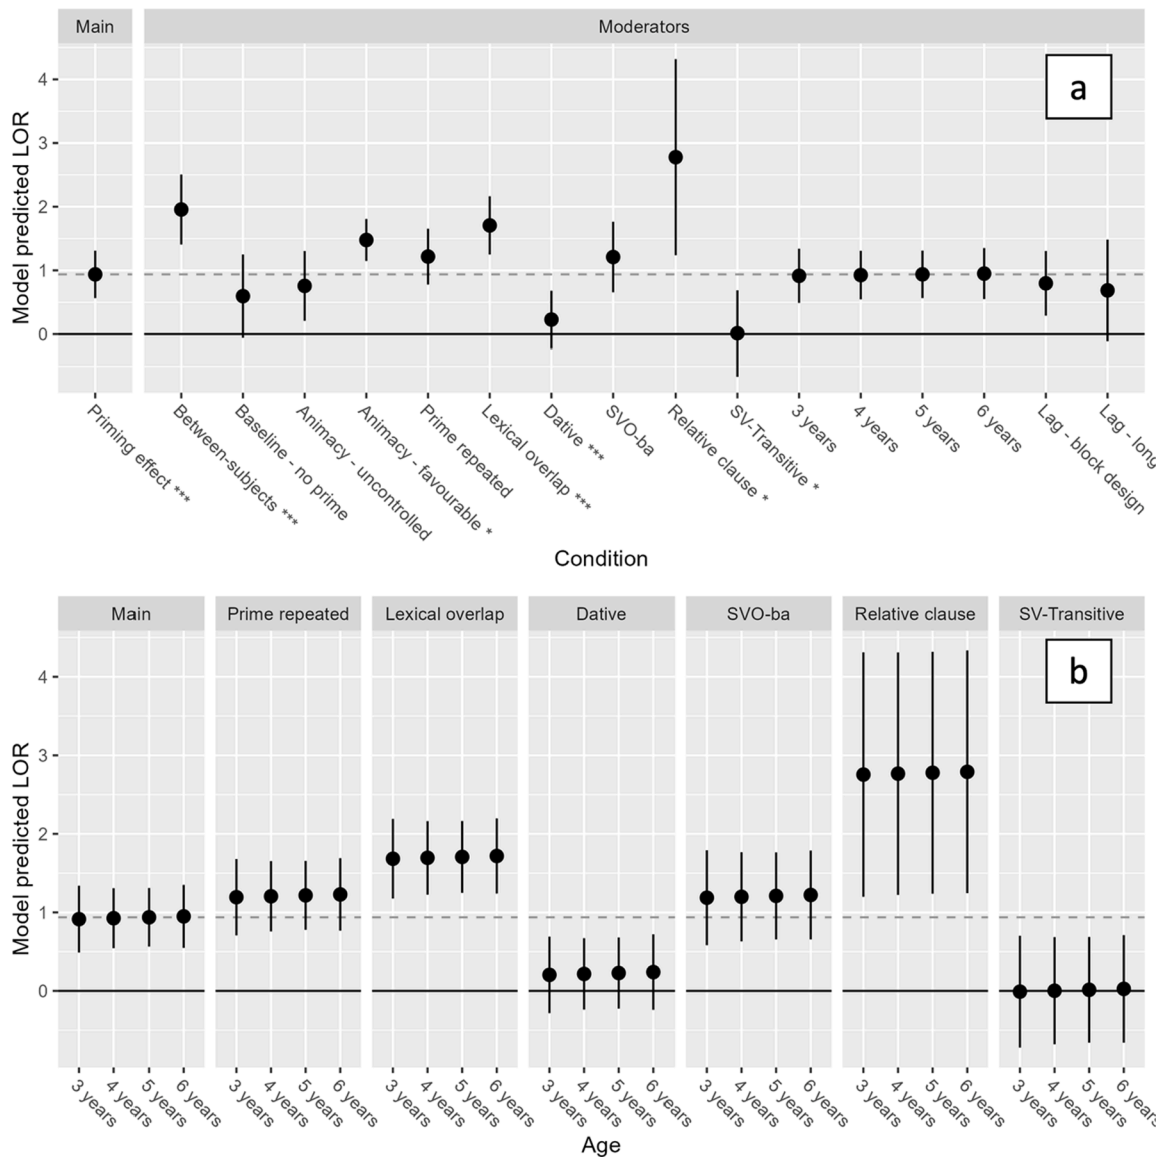 Main
Moderators
a
Model predicted LOR
4
3
2
1
0
Priming effect ***
Between-subjects ***
Baseline - no prime
Animacy - uncontrolled
Animacy - favourable *
Prime repeated
Lexical overlap ***
Dative ***
SVO-ba
Relative clause *
SV-Transitive *
3 years
4 years
5 years
6 years
Lag - block design
Lag - long
Condition
Main
Prime repeated
Lexical overlap
Dative
SVO-ba
Relative clause
SV-Transitive
b
Model predicted LOR
4
3
2
1
0
3 years
4 years
5 years
6 years
3 years
4 years
5 years
6 years
3 years
4 years
5 years
6 years
3 years
4 years
5 years
6 years
3 years
4 years
5 years
6 years
3 years
4 years
5 years
6 years
3 years
4 years
5 years
6 years
Age